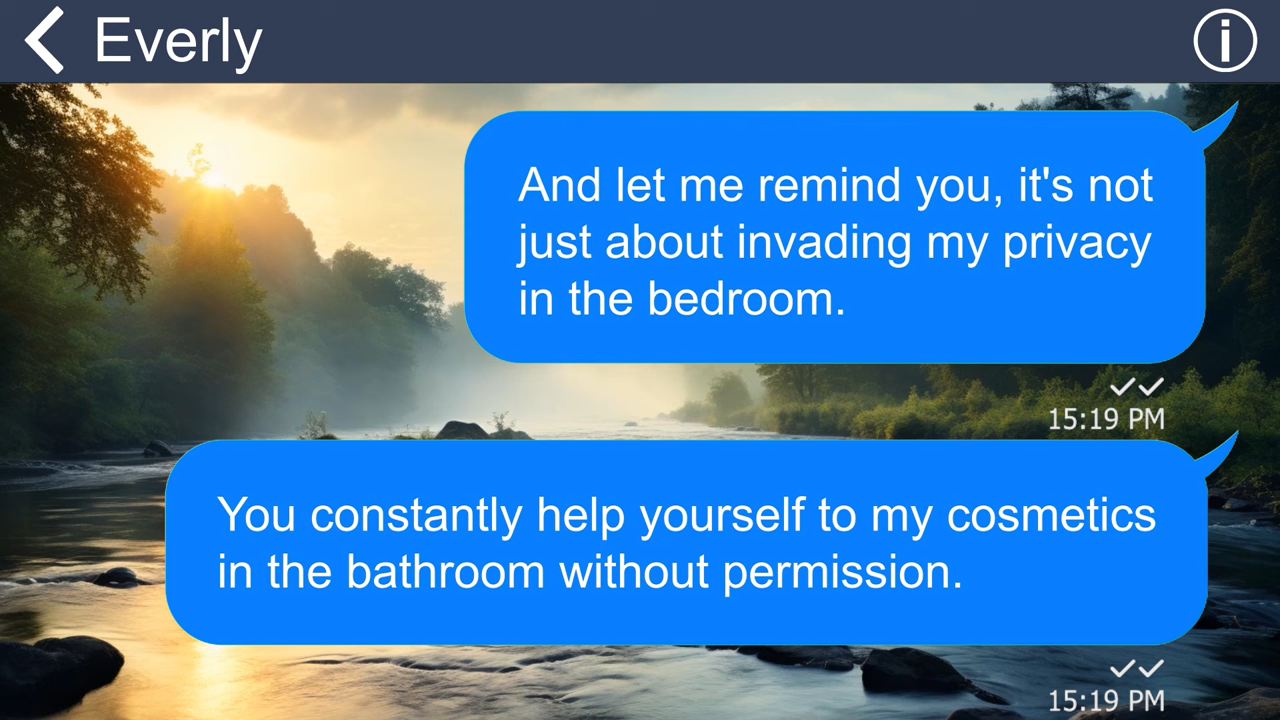 Everly
And let me remind you, it's not
just about invading my privacy
in the bedroom.
15:19 PM
You constantly help yourself to my cosmetics
in the bathroom without permission.
15:19 PM